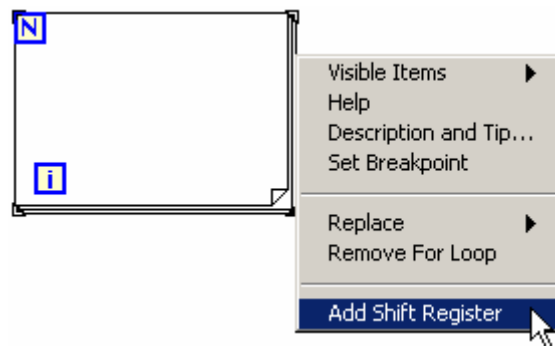 N
i
Visible Items
Help
Description and Tip...
Set Breakpoint
Replace
Remove For Loop
Add Shift Register